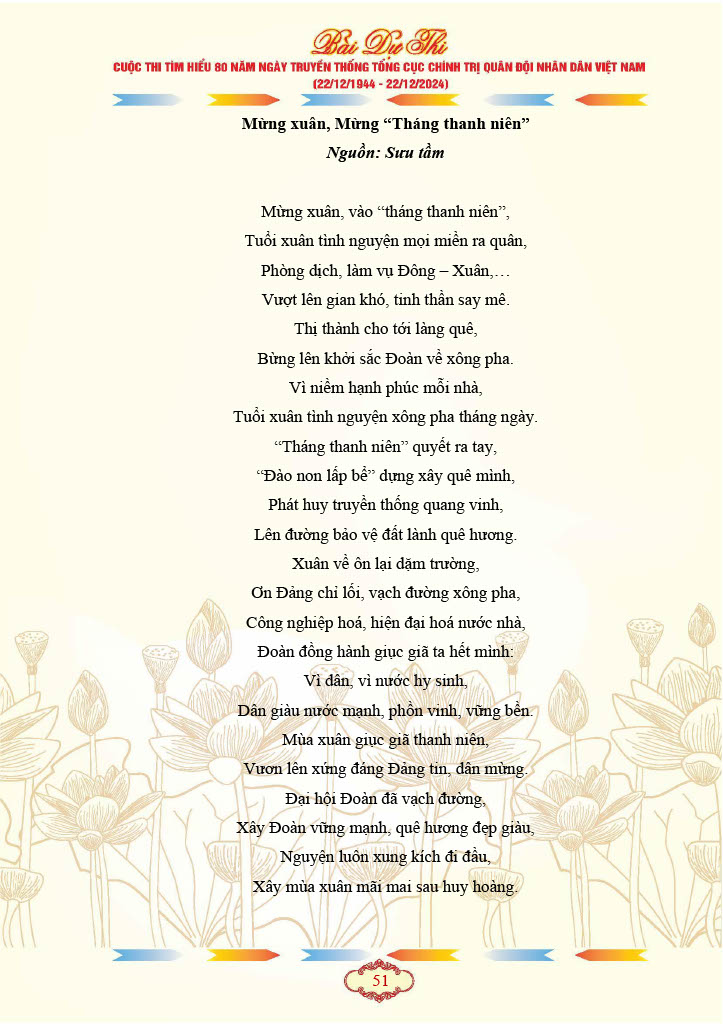 Bài Dự Thi
CUỘC THI TÌM HIỂU 80 NĂM NGÀY TRUYỀN THỐNG TỔNG CỤC CHÍNH TRỊ QUÂN ĐỘI NHÂN DÂN VIỆT NAM
(22/12/1944 - 22/12/2024)
Mừng xuân, Mừng “Tháng thanh niên”
Nguồn: Sưu tầm
Mừng xuân, vào “tháng thanh niên”,
Tuổi xuân tình nguyện mọi miền ra quân,
Phòng dịch, làm vụ Đông – Xuân,…
Vượt lên gian khó, tinh thần say mê.
Thị thành cho tới làng quê,
Bừng lên khởi sắc Đoàn về xông pha.
Vì niềm hạnh phúc mỗi nhà,
Tuổi xuân tình nguyện xông pha tháng ngày.
“Tháng thanh niên” quyết ra tay,
“Đào non lấp bể” dựng xây quê mình,
Phát huy truyền thống quang vinh,
Lên đường bảo vệ đất lành quê hương.
Xuân về ôn lại dặm trường,
Ơn Đảng chỉ lối, vạch đường xông pha,
Công nghiệp hoá, hiện đại hoá nước nhà,
Đoàn đồng hành giục giã ta hết mình:
Vì dân, vì nước hy sinh,
Dân giàu nước mạnh, phồn vinh, vững bền.
Mùa xuân giục giã thanh niên,
Vươn lên xứng đáng Đảng tin, dân mừng.
Đại hội Đoàn đã vạch đường,
Xây Đoàn vững mạnh, quê hương đẹp giàu,
Nguyện luôn xung kích đi đầu,
Xây mùa xuân mãi mai sau huy hoàng.
51